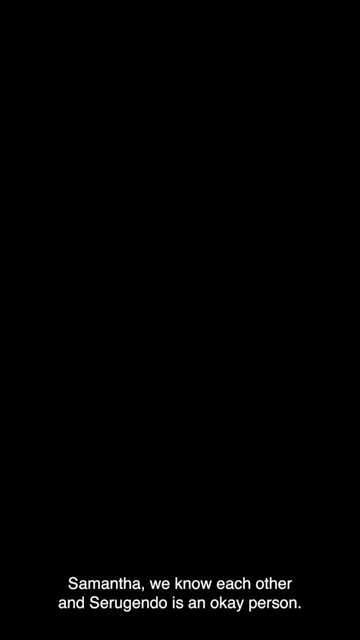 Samantha, we know each other
and Serugendo is an okay person.